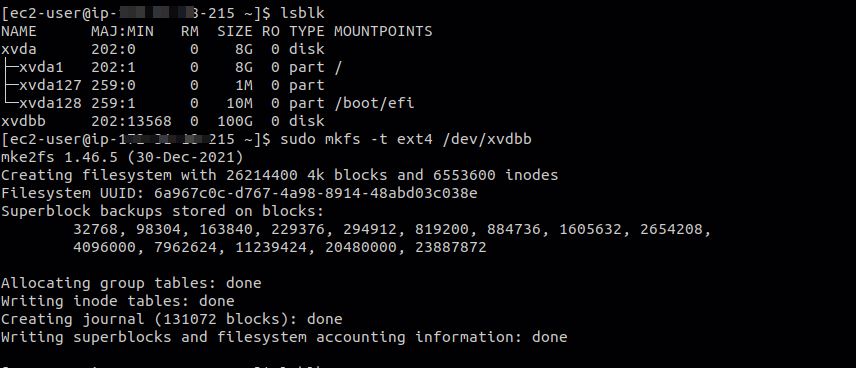 [ec2-user@ip-      -215 ~]$ lsblk
NAME      MAJ:MIN   RM  SIZE RO TYPE MOUNTPOINTS
xvda      202:0      0    8G  0 disk
├─xvda1   202:1      0    8G  0 part /
├─xvda127 259:0      0    1M  0 part
└─xvda128 259:1      0   10M  0 part /boot/efi
xvdbb     202:13568  0  100G  0 disk
[ec2-user@ip-      -215 ~]$ sudo mkfs -t ext4 /dev/xvdbb
mke2fs 1.46.5 (30-Dec-2021)
Creating filesystem with 26214400 4k blocks and 6553600 inodes
Filesystem UUID: 6a967c0c-d767-4a98-8914-48abd03c038e
Superblock backups stored on blocks:
        32768, 98304, 163840, 229376, 294912, 819200, 884736, 1605632, 2654208,
        4096000, 7962624, 11239424, 20480000, 23887872
Allocating group tables: done
Writing inode tables: done
Creating journal (131072 blocks): done
Writing superblocks and filesystem accounting information: done